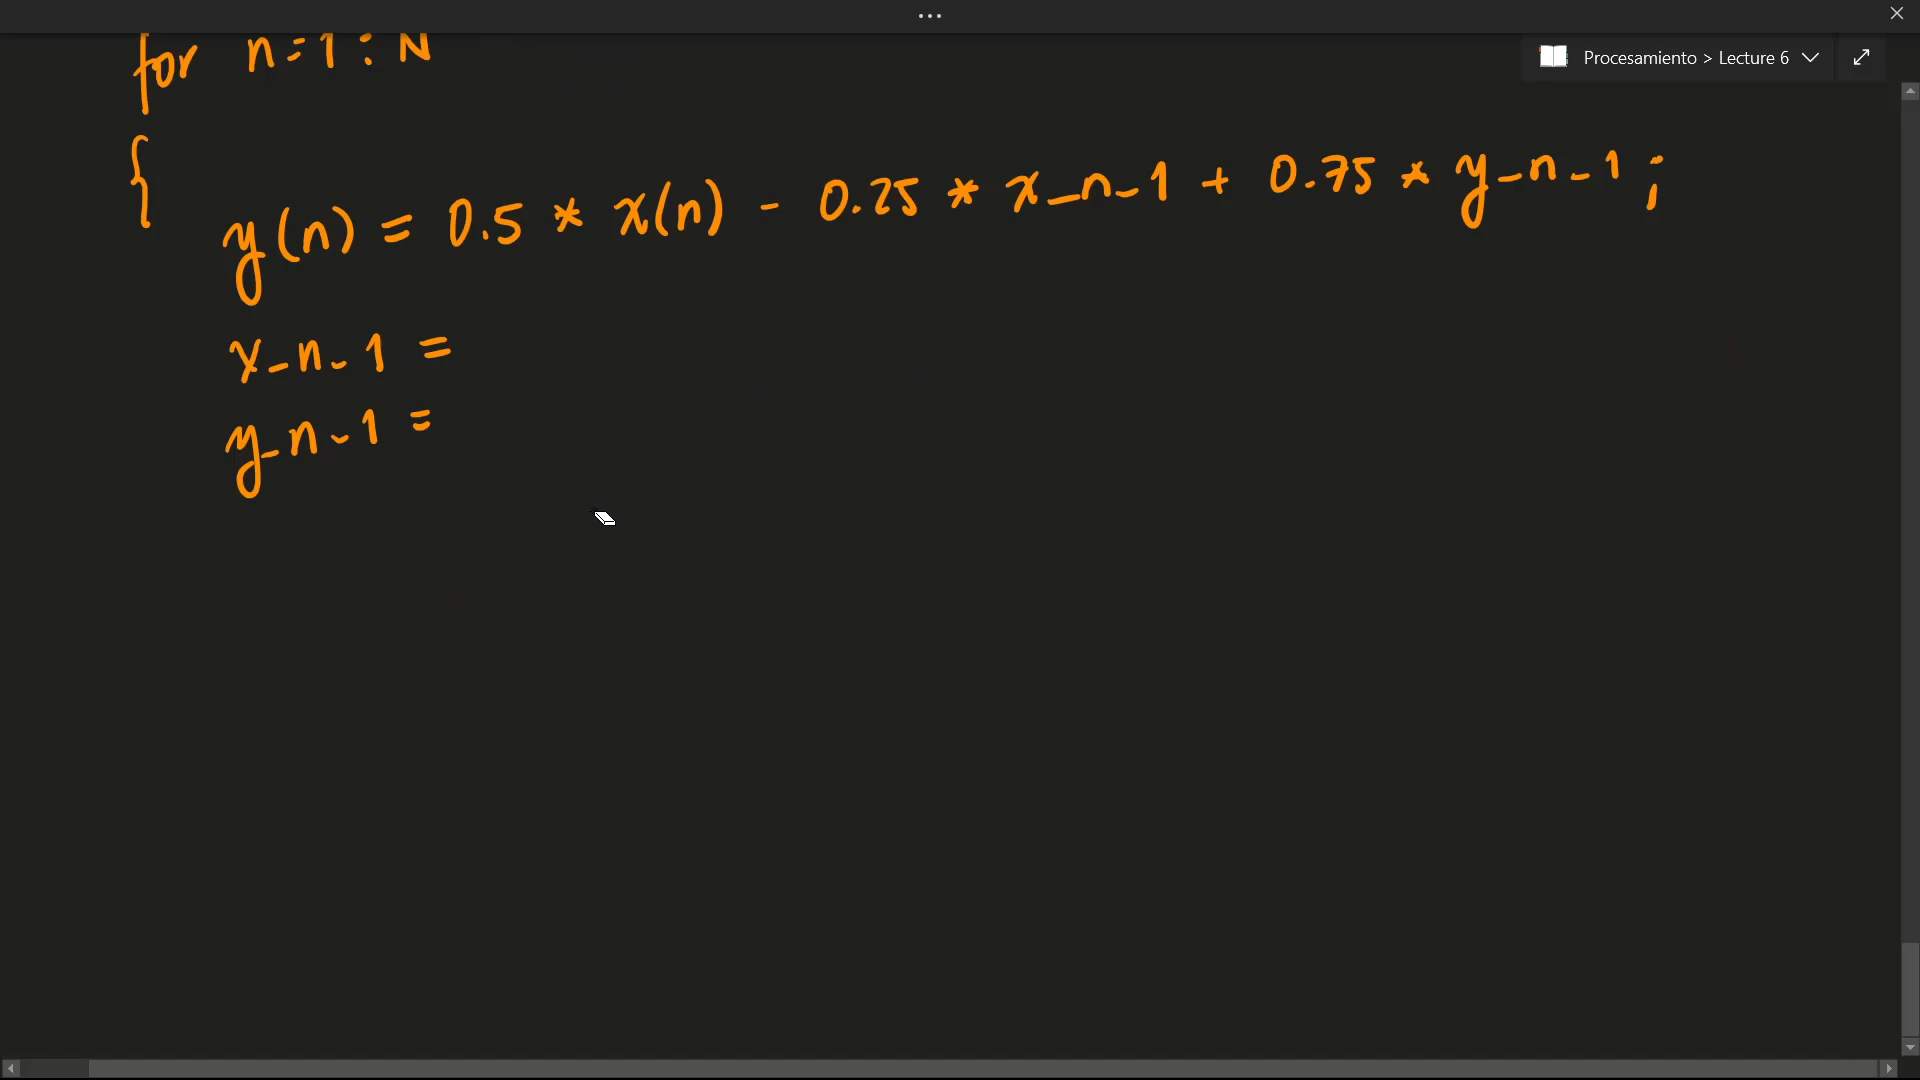 Procesamiento > Lecture 6
for n=1:N
{
y(n) = 0.5 * x(n) - 0.25 * x_n_1 + 0.75 * y_n_1 ;
x_n_1 =
y_n_1 =